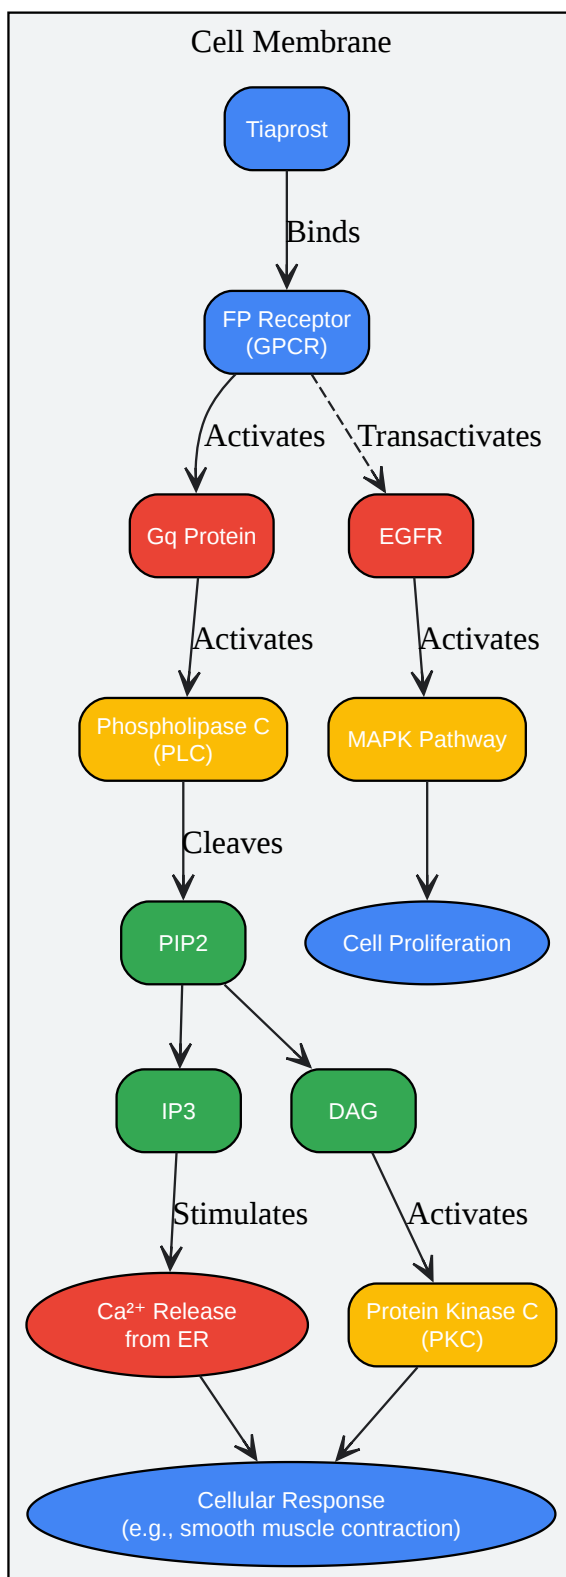 Cell Membrane
Tiaprost
Binds
FP Receptor
(GPCR)
Activates
Transactivates
Gq Protein
EGFR
Activates
Activates
Phospholipase C
(PLC)
MAPK Pathway
Cleaves
PIP2
Cell Proliferation
IP3
DAG
Stimulates
Activates
Ca²⁺ Release
from ER
Protein Kinase C
(PKC)
Cellular Response
(e.g., smooth muscle contraction)